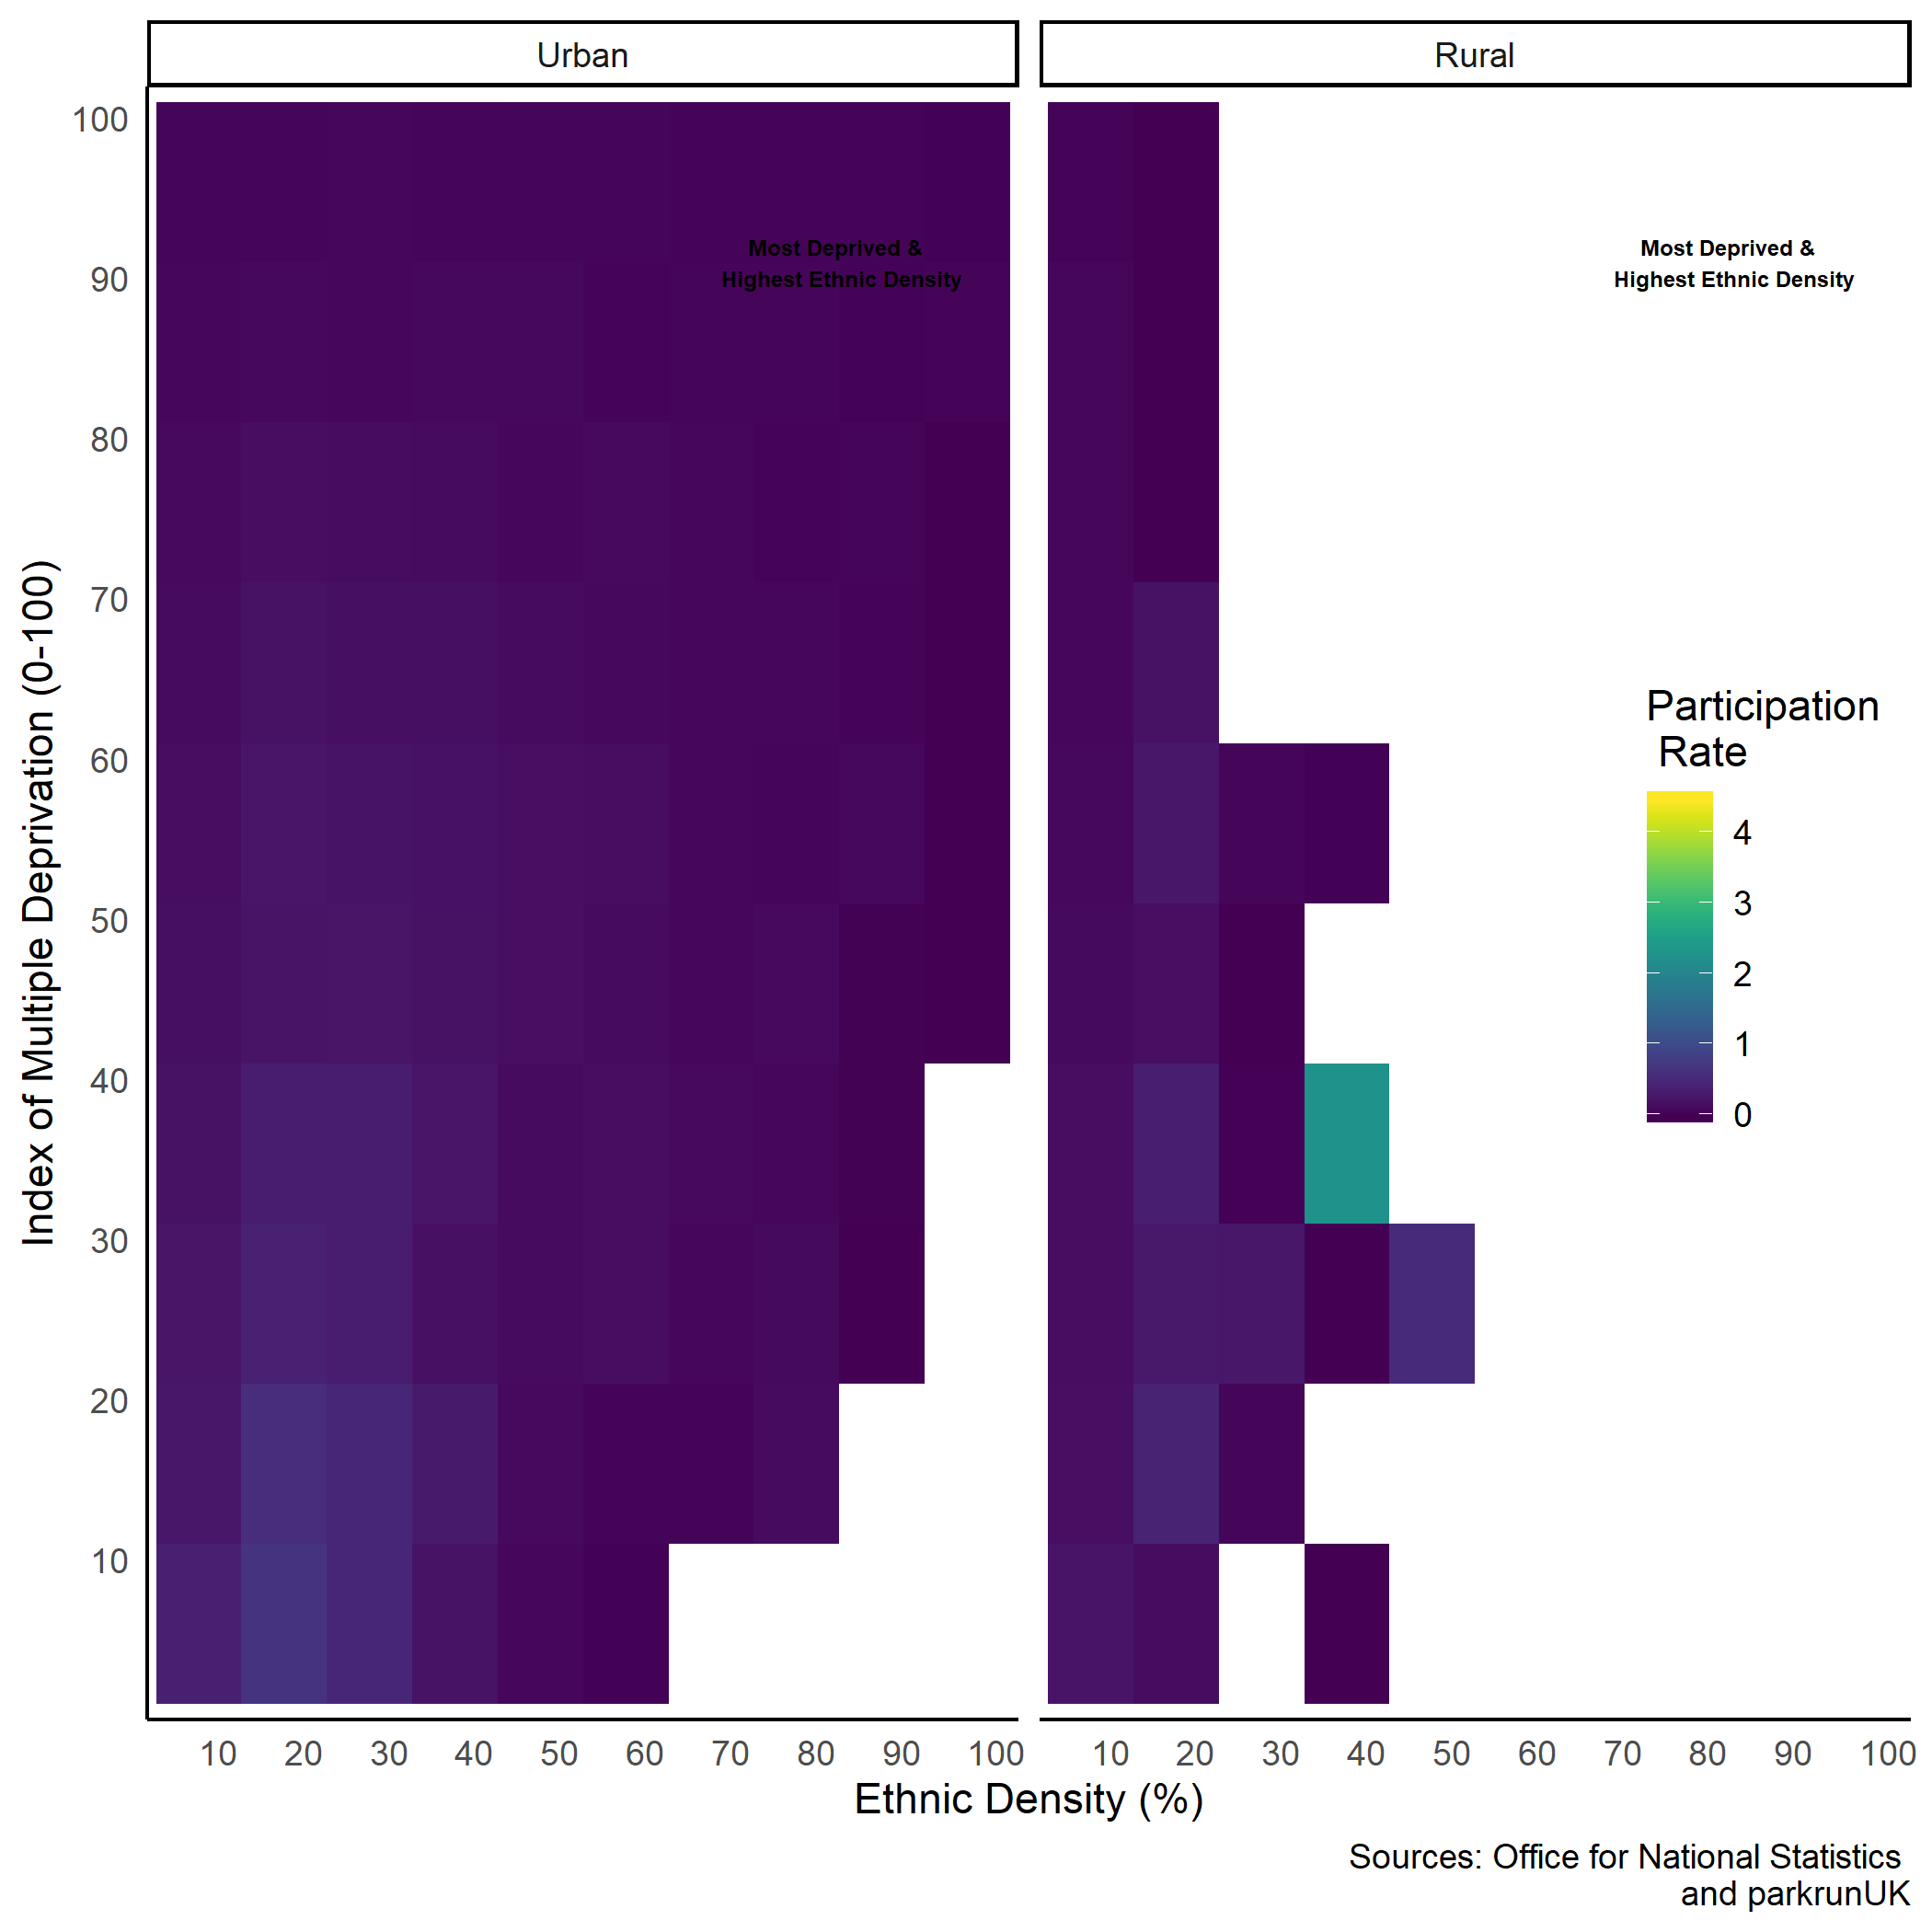 Urban
Rural
100
90
80
70
60
50
40
30
20
10
Index of Multiple Deprivation (0-100)
Most Deprived &
Highest Ethnic Density
Most Deprived &
Highest Ethnic Density
Participation
Rate
4
3
2
1
0
10 20 30 40 50 60 70 80 90 100
10 20 30 40 50 60 70 80 90 100
Ethnic Density (%)
Sources: Office for National Statistics
and parkrunUK